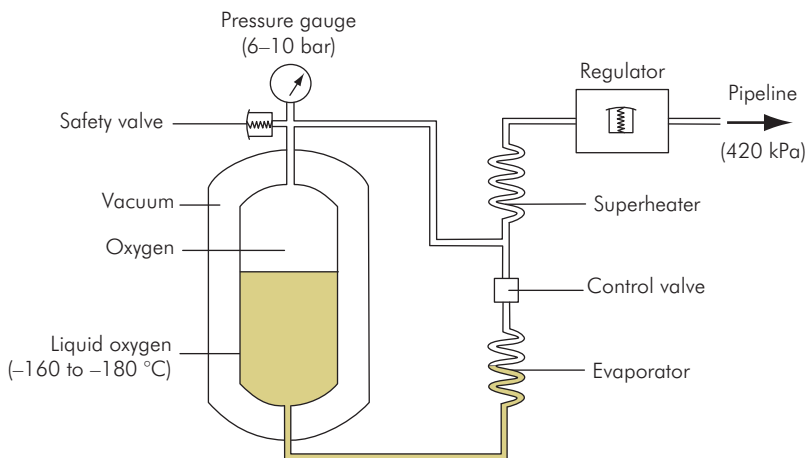 Pressure gauge
(6–10 bar)
Regulator
Pipeline
Safety valve
(420 kPa)
Vacuum
Superheater
Oxygen
Control valve
Liquid oxygen
(–160 to –180 °C)
Evaporator